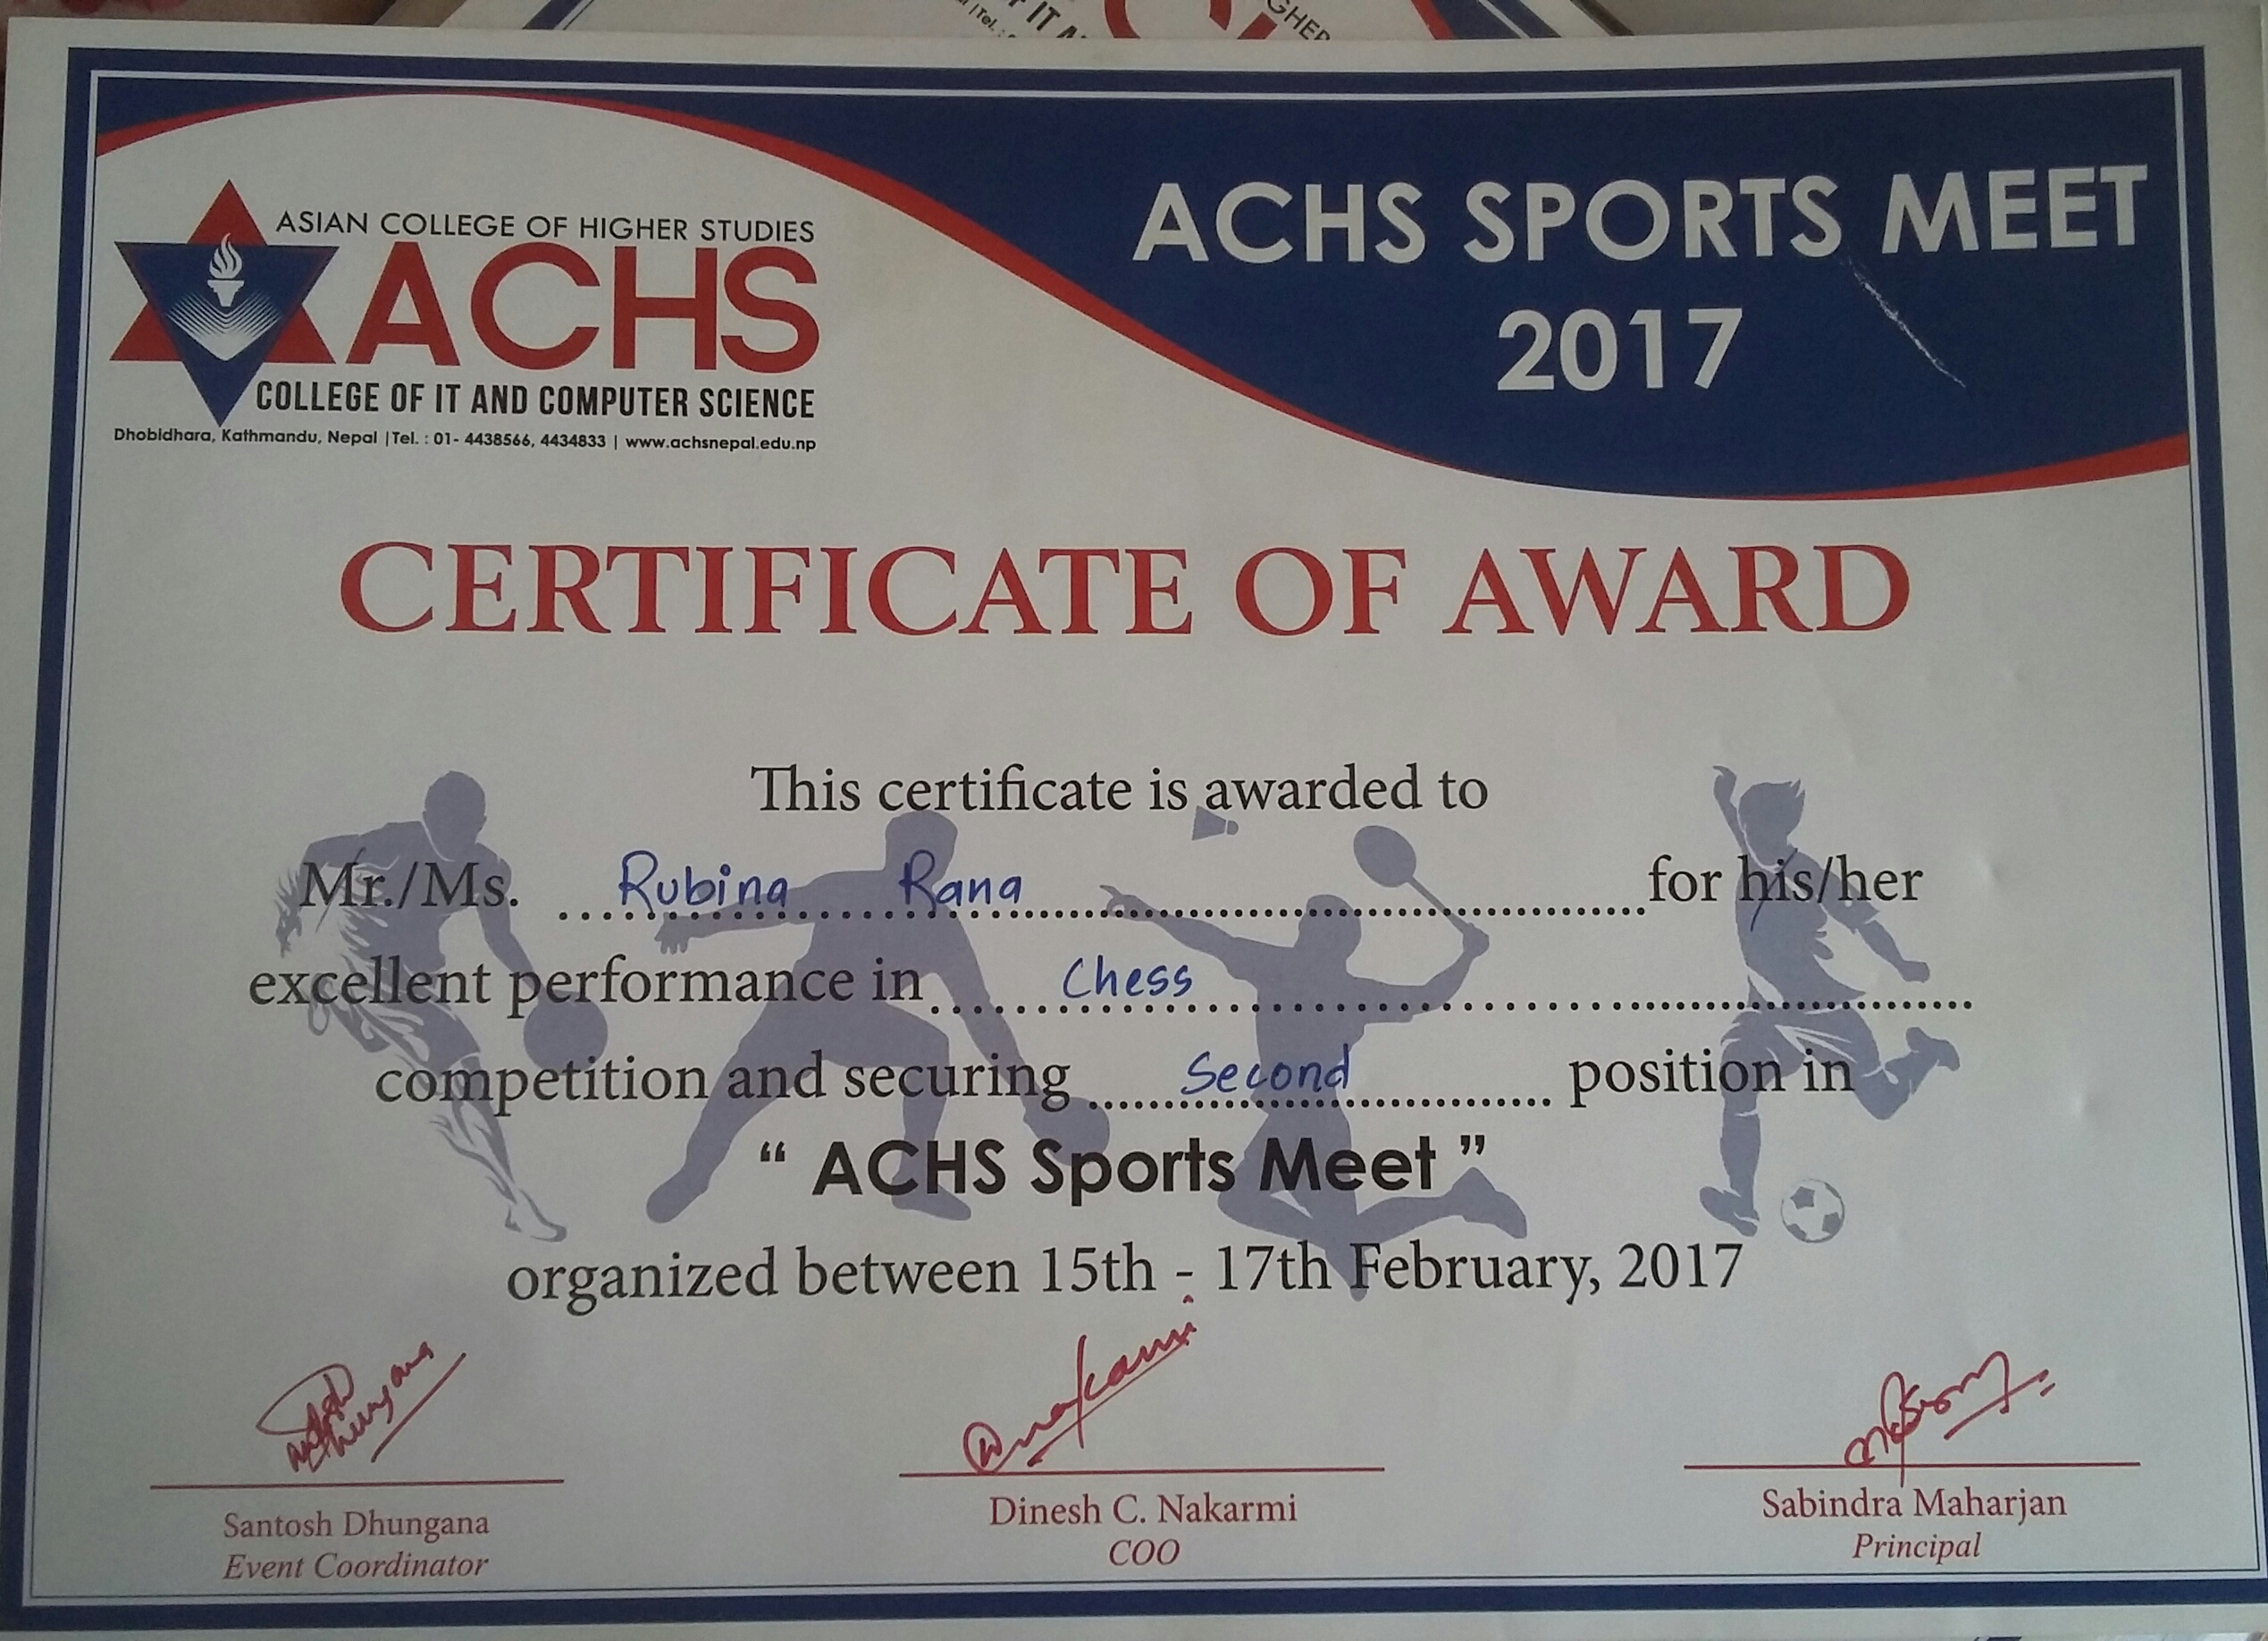 ASIAN COLLEGE OF HIGHER STUDIES
ACHS
COLLEGE OF IT AND COMPUTER SCIENCE
Dhobidhara, Kathmandu, Nepal | Tel. : 01- 4438566, 4434833 | www.achsnepal.edu.np
ACHS SPORTS MEET
2017
CERTIFICATE OF AWARD
This certificate is awarded to
Mr./Ms. Rubina Rana for his/her
excellent performance in Chess
competition and securing Second position in
“ ACHS Sports Meet ”
organized between 15th - 17th February, 2017
Santosh Dhungana
Event Coordinator
Dinesh C. Nakarmi
COO
Sabindra Maharjan
Principal